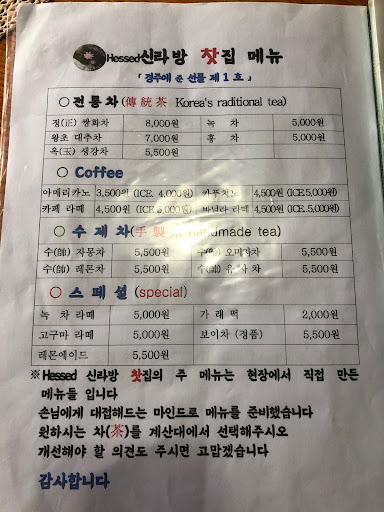 Hessed신라방 찻집 메뉴
「경주에 준 선물 제1호」
○전통차(傳統茶 Korea's raditional tea)
정(正) 쌍화차 8,000원 녹 차 5,000원
왕초 대추차 7,000원 홍 차 5,000원
옥(玉) 생강차 5,500원
○ Coffee
아메리카노 3,500원 (ICE. 4,000원) 카푸치노 4,500원 (ICE.5,000원)
카페 라떼 4,500원 (ICE.5,000원) 바닐라 라떼 4,500원 (ICE.5,000원)
○ 수제차(手製 handmade tea)
수(帥) 자몽차 5,500원 수(帥) 오미자차 5,500원
수(帥) 레몬차 5,500원 수(帥) 유자차 5,500원
○ 스페셜(special)
녹 차 라떼 5,000원 가 래 떡 2,000원
고구마 라떼 5,000원 보이차 (정품) 5,500원
레몬에이드 5,500원
※Hessed 신라방 찻집의 주 메뉴는 현장에서 직접 만든
메뉴들 입니다
손님에게 대접해드는 마인드로 메뉴를 준비했습니다
원하시는 차(茶)를 계산대에서 선택해주시오
개선해야 할 의견도 주시면 고맙겠습니다
감사합니다